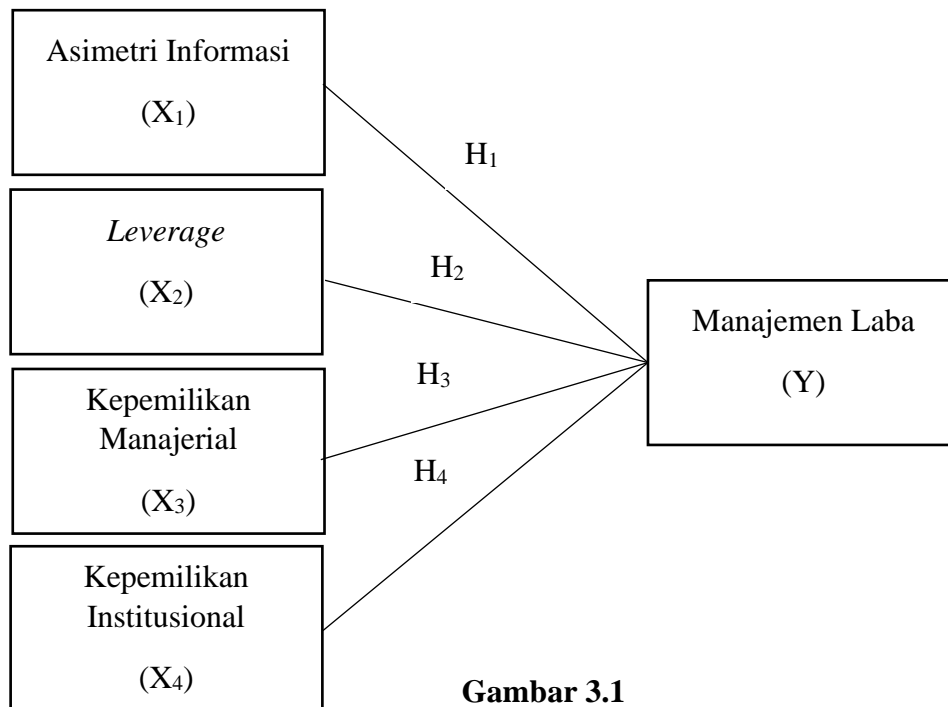 Asimetri Informasi
(X₁)
H₁
Leverage
(X₂)
H₂
Manajemen Laba
(Y)
Kepemilikan
Manajerial
(X₃)
H₃
H₄
Kepemilikan
Institusional
(X₄)
Gambar 3.1